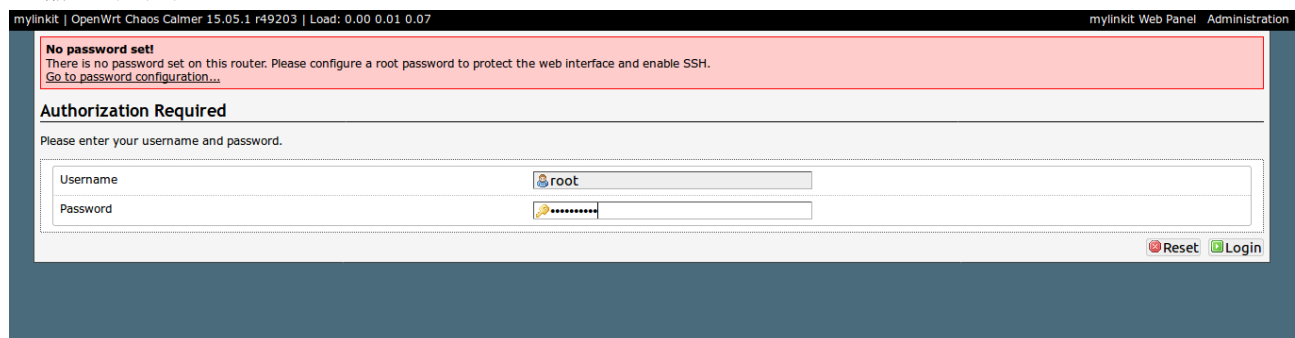 mylinkit | OpenWrt Chaos Calmer 15.05.1 r49203 | Load: 0.00 0.01 0.07 mylinkit Web Panel Administration
No password set!
There is no password set on this router. Please configure a root password to protect the web interface and enable SSH.
Go to password configuration...
Authorization Required
Please enter your username and password.
Username root
Password ••••••••••
Reset Login